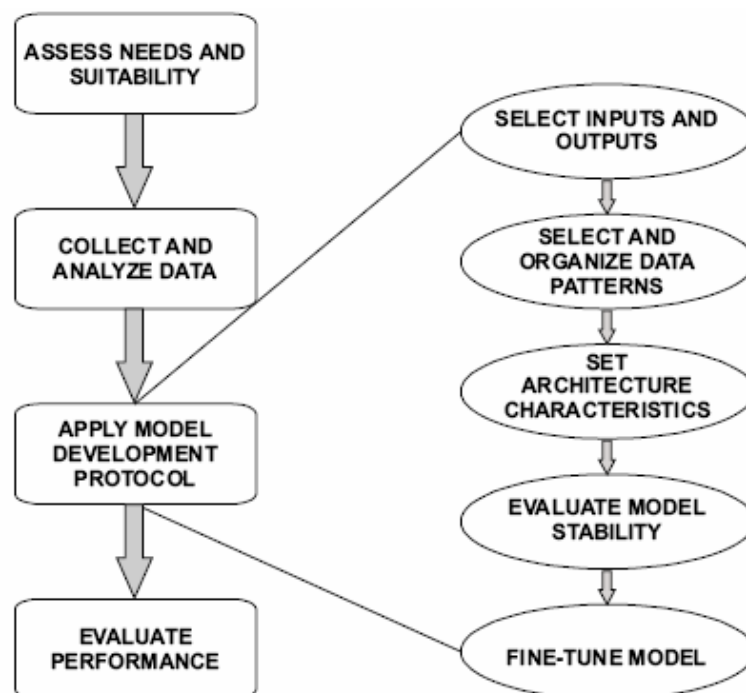 ASSESS NEEDS AND
SUITABILITY
COLLECT AND
ANALYZE DATA
APPLY MODEL
DEVELOPMENT
PROTOCOL
EVALUATE
PERFORMANCE
SELECT INPUTS AND
OUTPUTS
SELECT AND
ORGANIZE DATA
PATTERNS
SET
ARCHITECTURE
CHARACTERISTICS
EVALUATE MODEL
STABILITY
FINE-TUNE MODEL